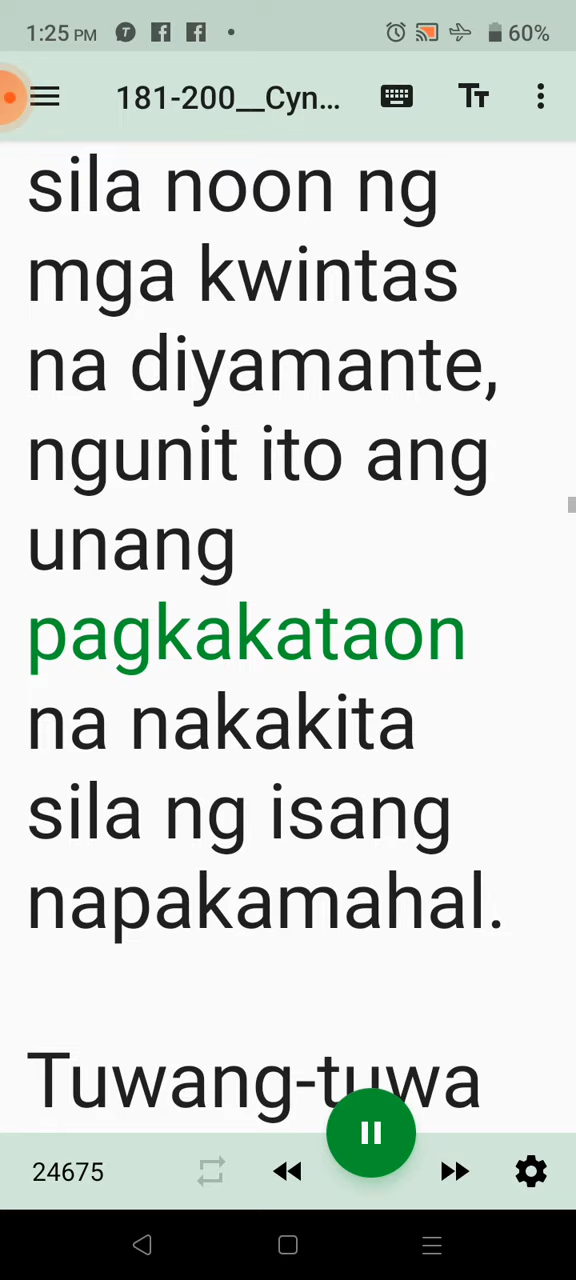 1:25 PM
60%
181-200__Cyn...
sila noon ng
mga kwintas
na diyamante,
ngunit ito ang
unang
pagkakataon
na nakakita
sila ng isang
napakamahal.
Tuwang-tuwa
24675